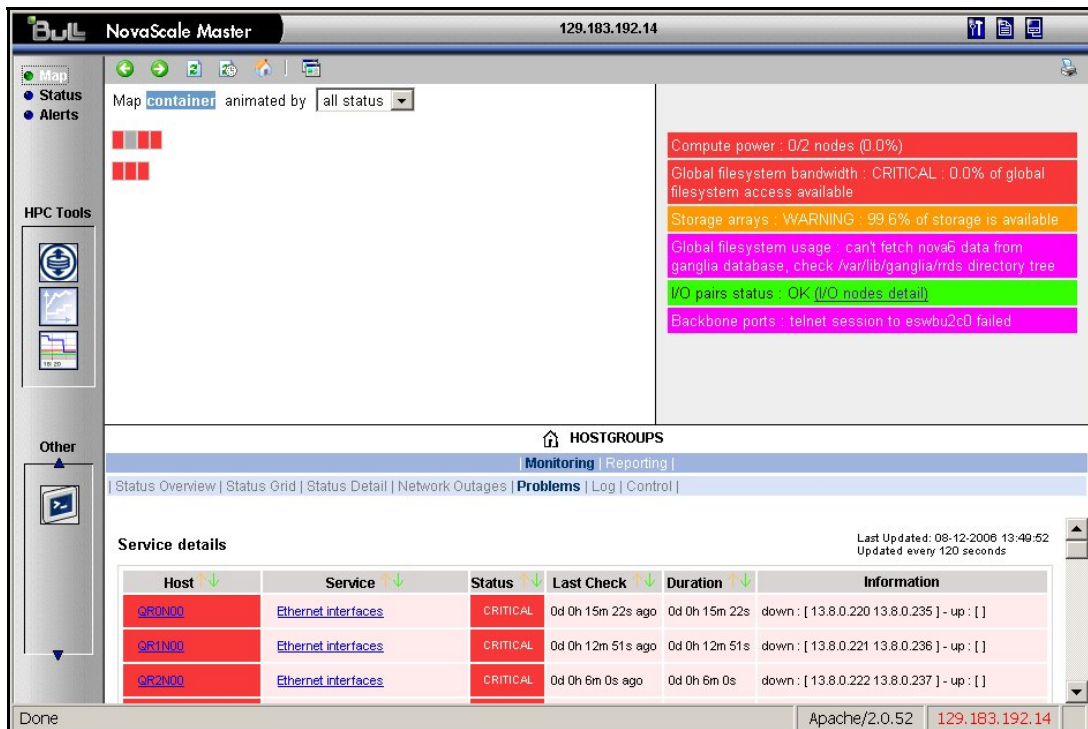 Bull NovaScale Master 129.183.192.14
Map
Status
Alerts
Map container animated by all status
Compute power : 0/2 nodes (0.0%)
Global filesystem bandwidth : CRITICAL : 0.0% of global
filesystem access available
Storage arrays : WARNING : 99.6% of storage is available
Global filesystem usage : can't fetch nova6 data from
ganglia database, check /var/lib/ganglia/rrds directory tree
I/O pairs status : OK (I/O nodes detail)
Backbone ports : telnet session to eswbu2c0 failed
HPC Tools
18:20
Other
HOSTGROUPS
| Monitoring | Reporting |
| Status Overview | Status Grid | Status Detail | Network Outages | Problems | Log | Control |
Service details
Last Updated: 08-12-2006 13:49:52
Updated every 120 seconds
Host Service Status Last Check Duration Information
QR0N00 Ethernet interfaces CRITICAL 0d 0h 15m 22s ago 0d 0h 15m 22s down : [ 13.8.0.220 13.8.0.235 ] - up : [ ]
QR1N00 Ethernet interfaces CRITICAL 0d 0h 12m 51s ago 0d 0h 12m 51s down : [ 13.8.0.221 13.8.0.236 ] - up : [ ]
QR2N00 Ethernet interfaces CRITICAL 0d 0h 6m 0s ago 0d 0h 6m 0s down : [ 13.8.0.222 13.8.0.237 ] - up : [ ]
Done Apache/2.0.52 129.183.192.14